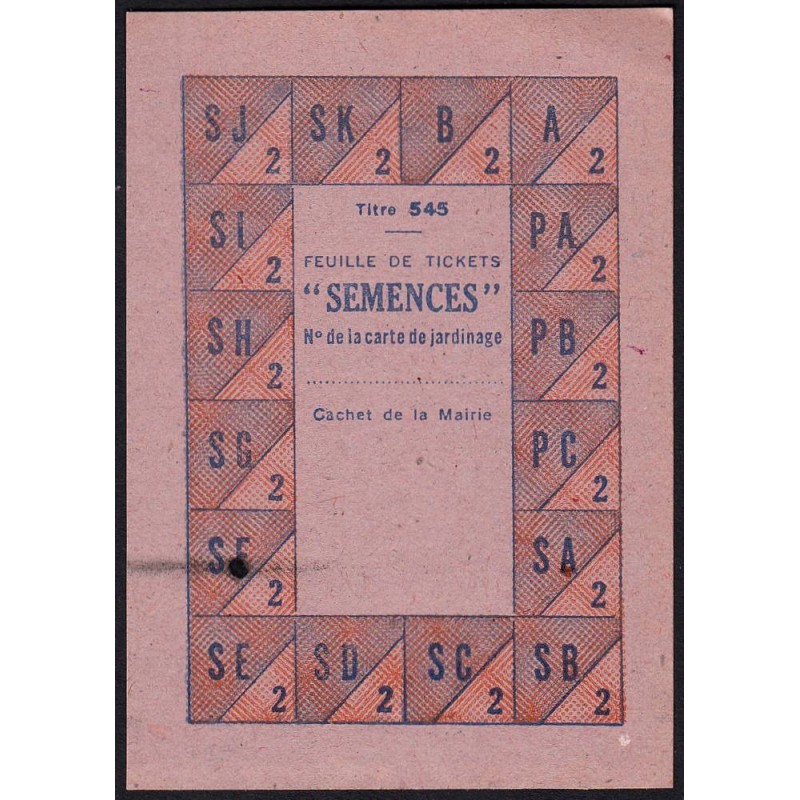 SJ 2 SK 2 B 2 A 2
SI 2
PA 2
Titre 545
FEUILLE DE TICKETS
"SEMENCES"
Nº de la carte de jardinage
Cachet de la Mairie
SH 2
PB 2
SG 2
PC 2
SF 2
SA 2
SE 2 SD 2 SC 2 SB 2